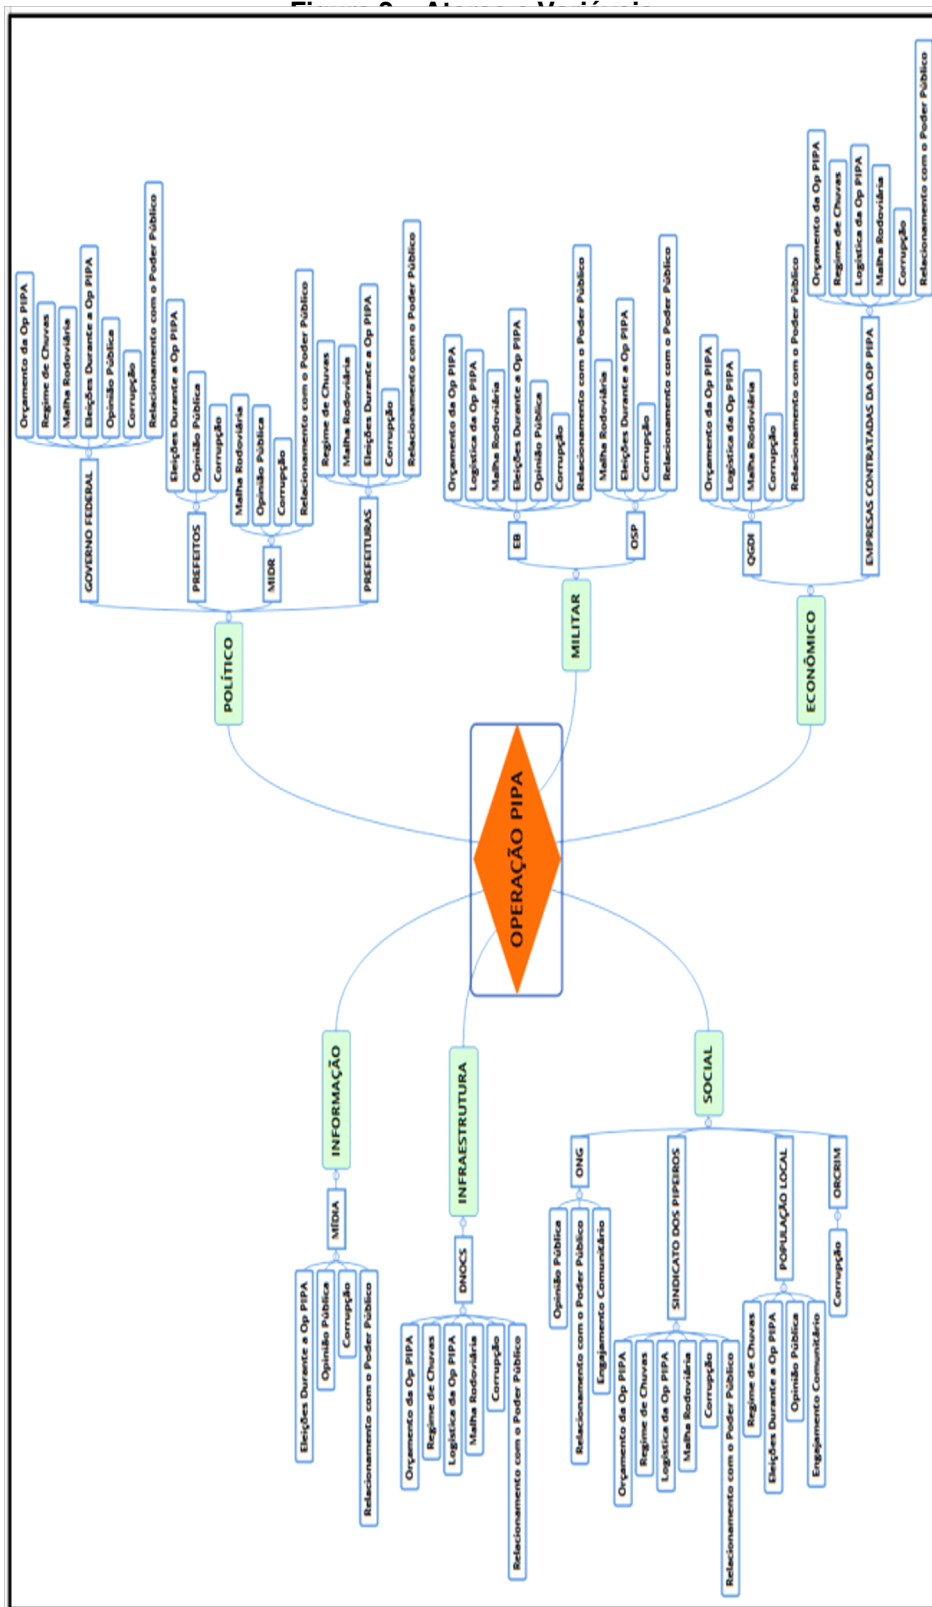 OPERAÇÃO PIPA
POLÍTICO
GOVERNO FEDERAL
Orçamento da Op PIPA
Regime de Chuvas
Malha Rodoviária
Eleições Durante a Op PIPA
Opinião Pública
Corrupção
Relacionamento com o Poder Público
PREFEITOS
Eleições Durante a Op PIPA
Opinião Pública
Corrupção
MIDR
Malha Rodoviária
Opinião Pública
Corrupção
Relacionamento com o Poder Público
PREFEITURAS
Regime de Chuvas
Malha Rodoviária
Eleições Durante a Op PIPA
Corrupção
Relacionamento com o Poder Público
MILITAR
EB
Orçamento da Op PIPA
Logística da Op PIPA
Malha Rodoviária
Eleições Durante a Op PIPA
Opinião Pública
Corrupção
Relacionamento com o Poder Público
OSP
Malha Rodoviária
Eleições Durante a Op PIPA
Corrupção
Relacionamento com o Poder Público
ECONÔMICO
QGDI
Orçamento da Op PIPA
Logística da Op PIPA
Malha Rodoviária
Corrupção
Relacionamento com o Poder Público
EMPRESAS CONTRATADAS DA OP PIPA
Orçamento da Op PIPA
Regime de Chuvas
Logística da Op PIPA
Malha Rodoviária
Corrupção
Relacionamento com o Poder Público
INFORMAÇÃO
MÍDIA
Eleições Durante a Op PIPA
Opinião Pública
Corrupção
Relacionamento com o Poder Público
INFRAESTRUTURA
DNOCS
Orçamento da Op PIPA
Regime de Chuvas
Logística da Op PIPA
Malha Rodoviária
Corrupção
Relacionamento com o Poder Público
SOCIAL
ONG
Opinião Pública
Relacionamento com o Poder Público
Engajamento Comunitário
SINDICATO DOS PIPEIROS
Orçamento da Op PIPA
Regime de Chuvas
Logística da Op PIPA
Malha Rodoviária
Corrupção
Relacionamento com o Poder Público
POPULAÇÃO LOCAL
Regime de Chuvas
Eleições Durante a Op PIPA
Opinião Pública
Engajamento Comunitário
ORCRIM
Corrupção